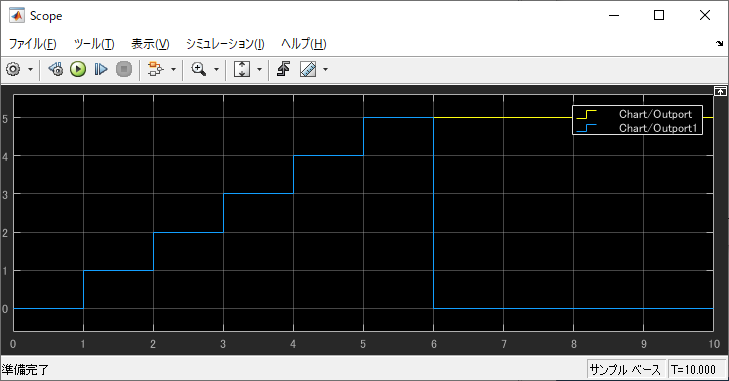 Scope
ファイル(F) ツール(T) 表示(V) シミュレーション(I) ヘルプ(H)
Chart/Outport
Chart/Outport1
5
4
3
2
1
0
0 1 2 3 4 5 6 7 8 9 10
準備完了 サンプル ベース T=10.000